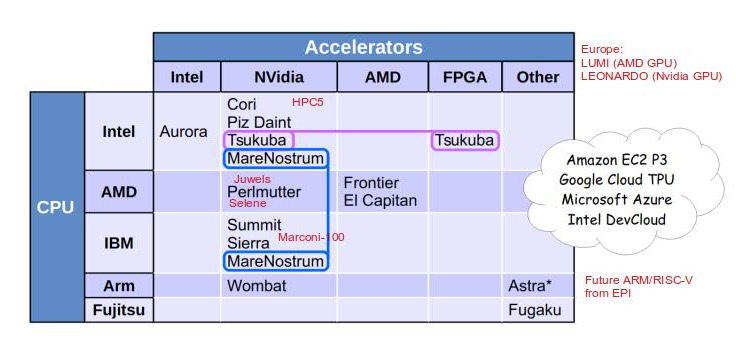 Accelerators
Europe:
LUMI (AMD GPU)
LEONARDO (Nvidia GPU)
Intel
NVidia
AMD
FPGA
Other
CPU
Intel
Aurora
Cori
HPC5
Piz Daint
Tsukuba
MareNostrum
Tsukuba
Amazon EC2 P3
Google Cloud TPU
Microsoft Azure
Intel DevCloud
AMD
Juwels
Perlmutter
Selene
Frontier
El Capitan
IBM
Summit
Sierra
Marconi-100
MareNostrum
Arm
Wombat
Astra*
Future ARM/RISC-V
from EPI
Fujitsu
Fugaku